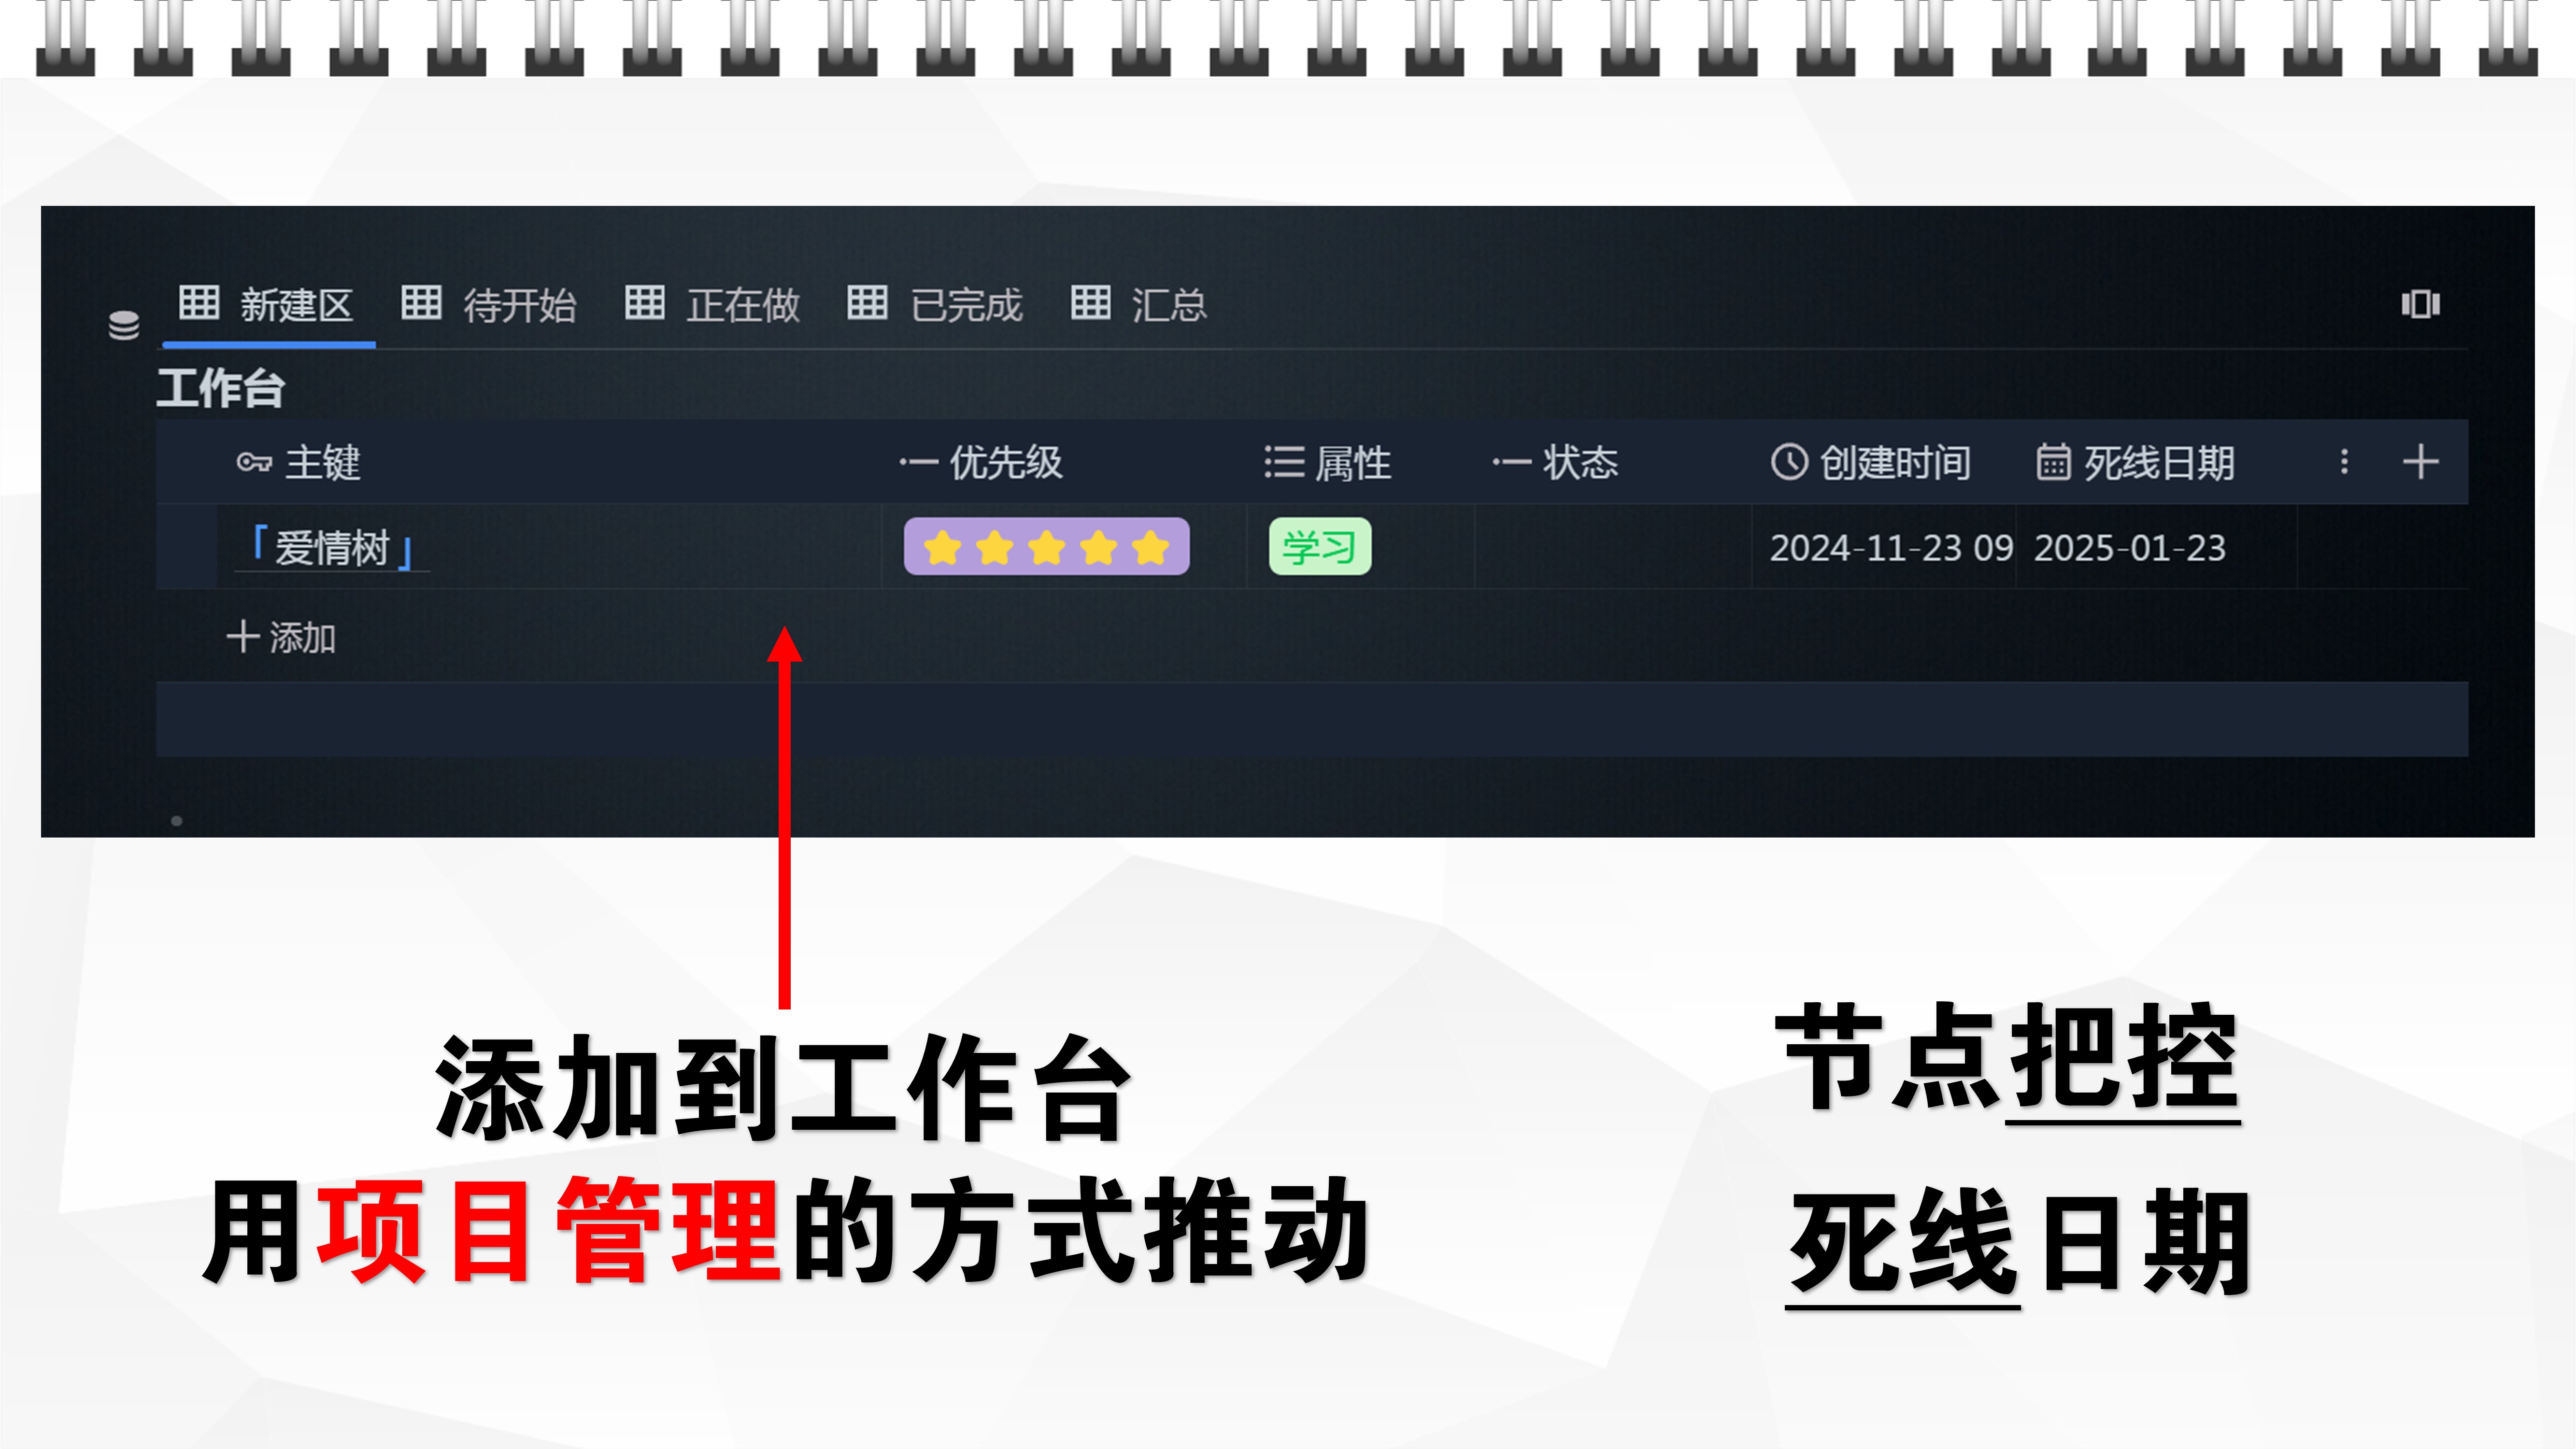 新建区 待开始 正在做 已完成 汇总
工作台
主键 优先级 属性 状态 创建时间 死线日期
「爱情树」 学习 2024-11-23 09 2025-01-23
添加
添加到工作台
用项目管理的方式推动
节点把控
死线日期